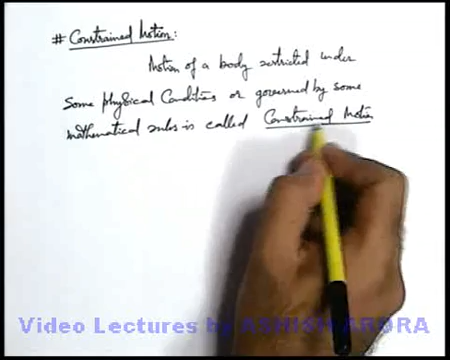 # Constrained Motion:
Motion of a body restricted under
Some physical Conditions or governed by some
mathematical rules is called Constrained Motion
Video Lectures by ASHISH ARORA